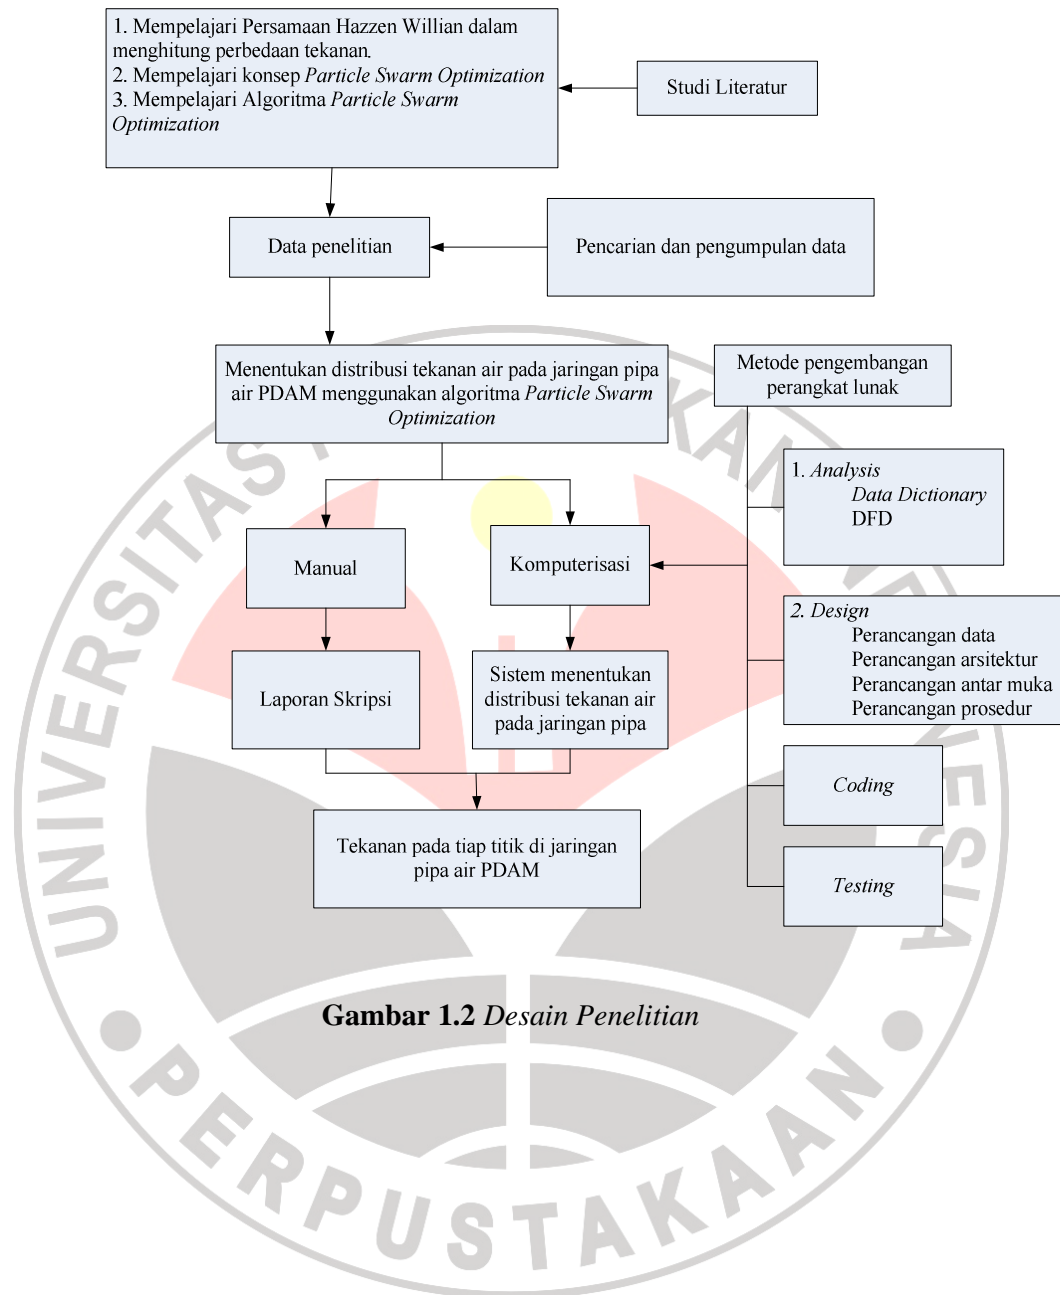 1. Mempelajari Persamaan Hazzen Willian dalam
menghitung perbedaan tekanan.
2. Mempelajari konsep Particle Swarm Optimization
3. Mempelajari Algoritma Particle Swarm
Optimization
Studi Literatur
Data penelitian
Pencarian dan pengumpulan data
Menentukan distribusi tekanan air pada jaringan pipa
air PDAM menggunakan algoritma Particle Swarm
Optimization
Metode pengembangan
perangkat lunak
1. Analysis
Data Dictionary
DFD
Manual
Komputerisasi
2. Design
Perancangan data
Perancangan arsitektur
Perancangan antar muka
Perancangan prosedur
Laporan Skripsi
Sistem menentukan
distribusi tekanan air
pada jaringan pipa
Coding
Tekanan pada tiap titik di jaringan
pipa air PDAM
Testing
Gambar 1.2 Desain Penelitian
UNIVERSITAS
PERPUSTAKAAN